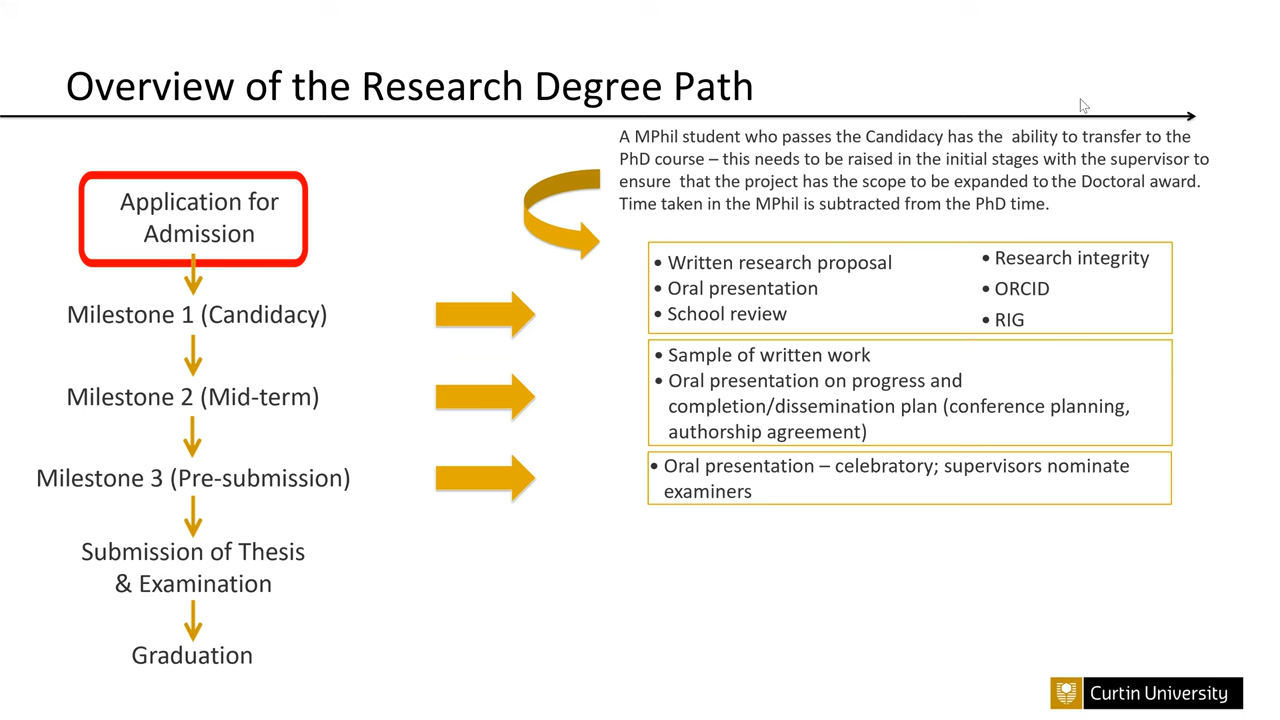 Overview of the Research Degree Path
A MPhil student who passes the Candidacy has the ability to transfer to the
PhD course – this needs to be raised in the initial stages with the supervisor to
ensure that the project has the scope to be expanded to the Doctoral award.
Time taken in the MPhil is subtracted from the PhD time.
Application for
Admission
Milestone 1 (Candidacy)
• Written research proposal
• Oral presentation
• School review
• Research integrity
• ORCID
• RIG
Milestone 2 (Mid-term)
• Sample of written work
• Oral presentation on progress and
completion/dissemination plan (conference planning,
authorship agreement)
Milestone 3 (Pre-submission)
• Oral presentation – celebratory; supervisors nominate
examiners
Submission of Thesis
& Examination
Graduation
Curtin University